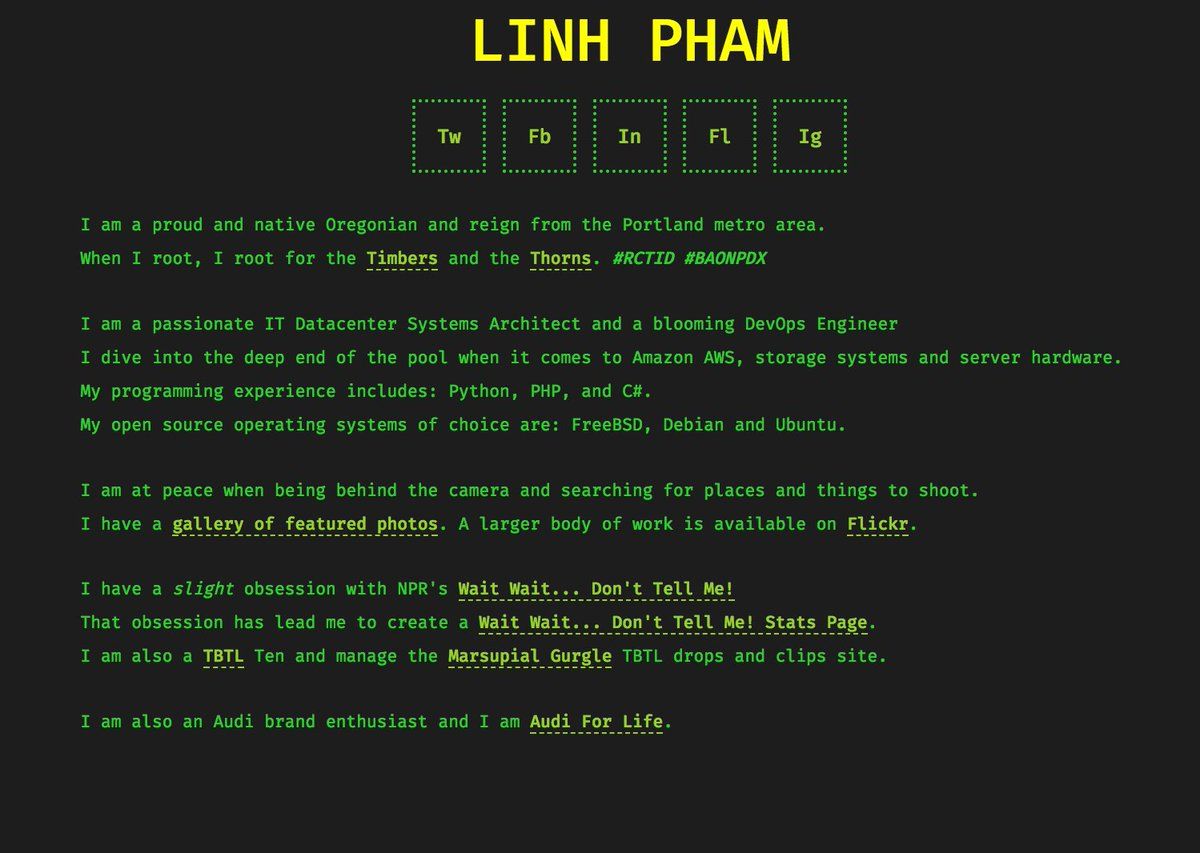 LINH PHAM
Tw Fb In Fl Ig
I am a proud and native Oregonian and reign from the Portland metro area.
When I root, I root for the Timbers and the Thorns. #RCTID #BAONPDX
I am a passionate IT Datacenter Systems Architect and a blooming DevOps Engineer
I dive into the deep end of the pool when it comes to Amazon AWS, storage systems and server hardware.
My programming experience includes: Python, PHP, and C#.
My open source operating systems of choice are: FreeBSD, Debian and Ubuntu.
I am at peace when being behind the camera and searching for places and things to shoot.
I have a gallery of featured photos. A larger body of work is available on Flickr.
I have a slight obsession with NPR's Wait Wait... Don't Tell Me!
That obsession has lead me to create a Wait Wait... Don't Tell Me! Stats Page.
I am also a TBTL Ten and manage the Marsupial Gurgle TBTL drops and clips site.
I am also an Audi brand enthusiast and I am Audi For Life.